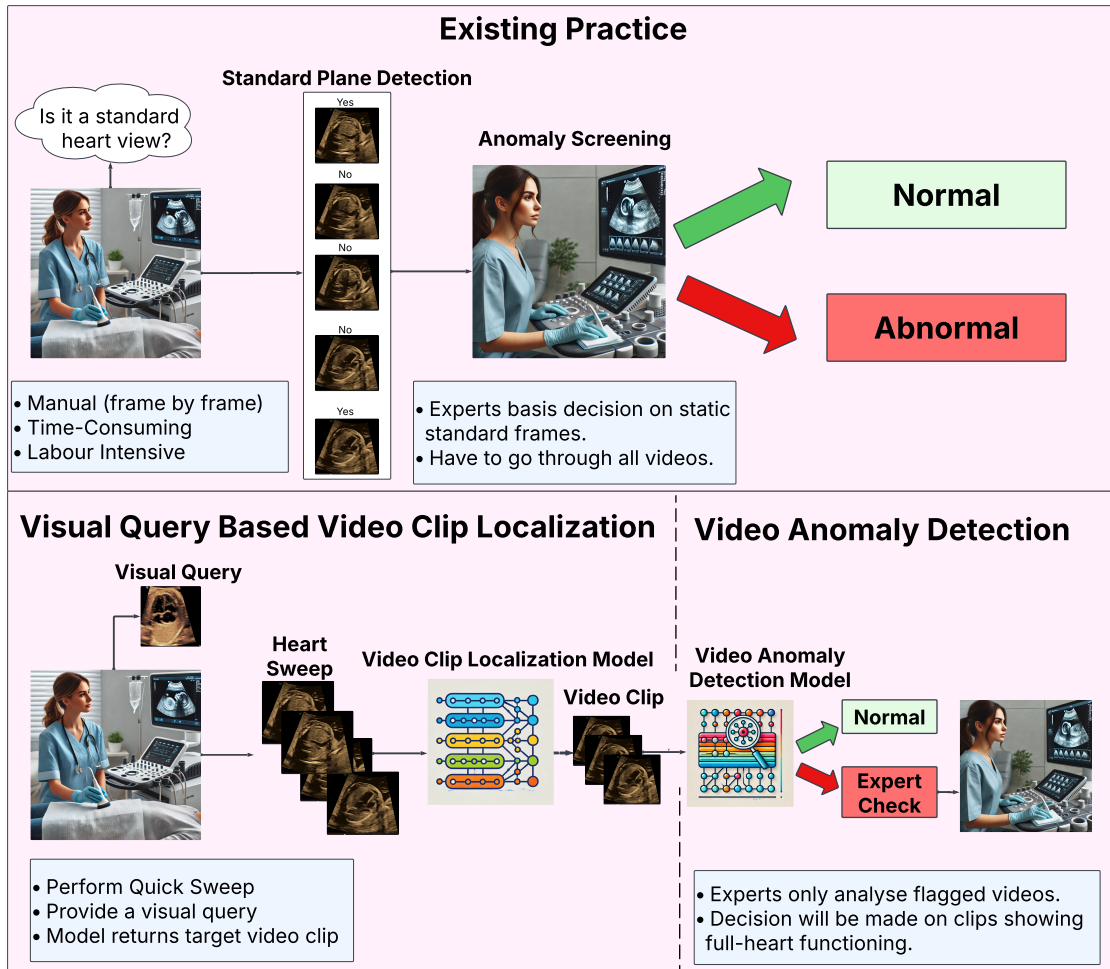 Existing Practice
Standard Plane Detection
Is it a standard
heart view?
Yes
No
No
No
Yes
Anomaly Screening
Normal
Abnormal
• Manual (frame by frame)
• Time-Consuming
• Labour Intensive
• Experts basis decision on static
standard frames.
• Have to go through all videos.
Visual Query Based Video Clip Localization
Visual Query
Heart
Sweep
Video Clip Localization Model
Video Clip
• Perform Quick Sweep
• Provide a visual query
• Model returns target video clip
Video Anomaly Detection
Video Anomaly
Detection Model
Normal
Expert
Check
• Experts only analyse flagged videos.
• Decision will be made on clips showing
full-heart functioning.